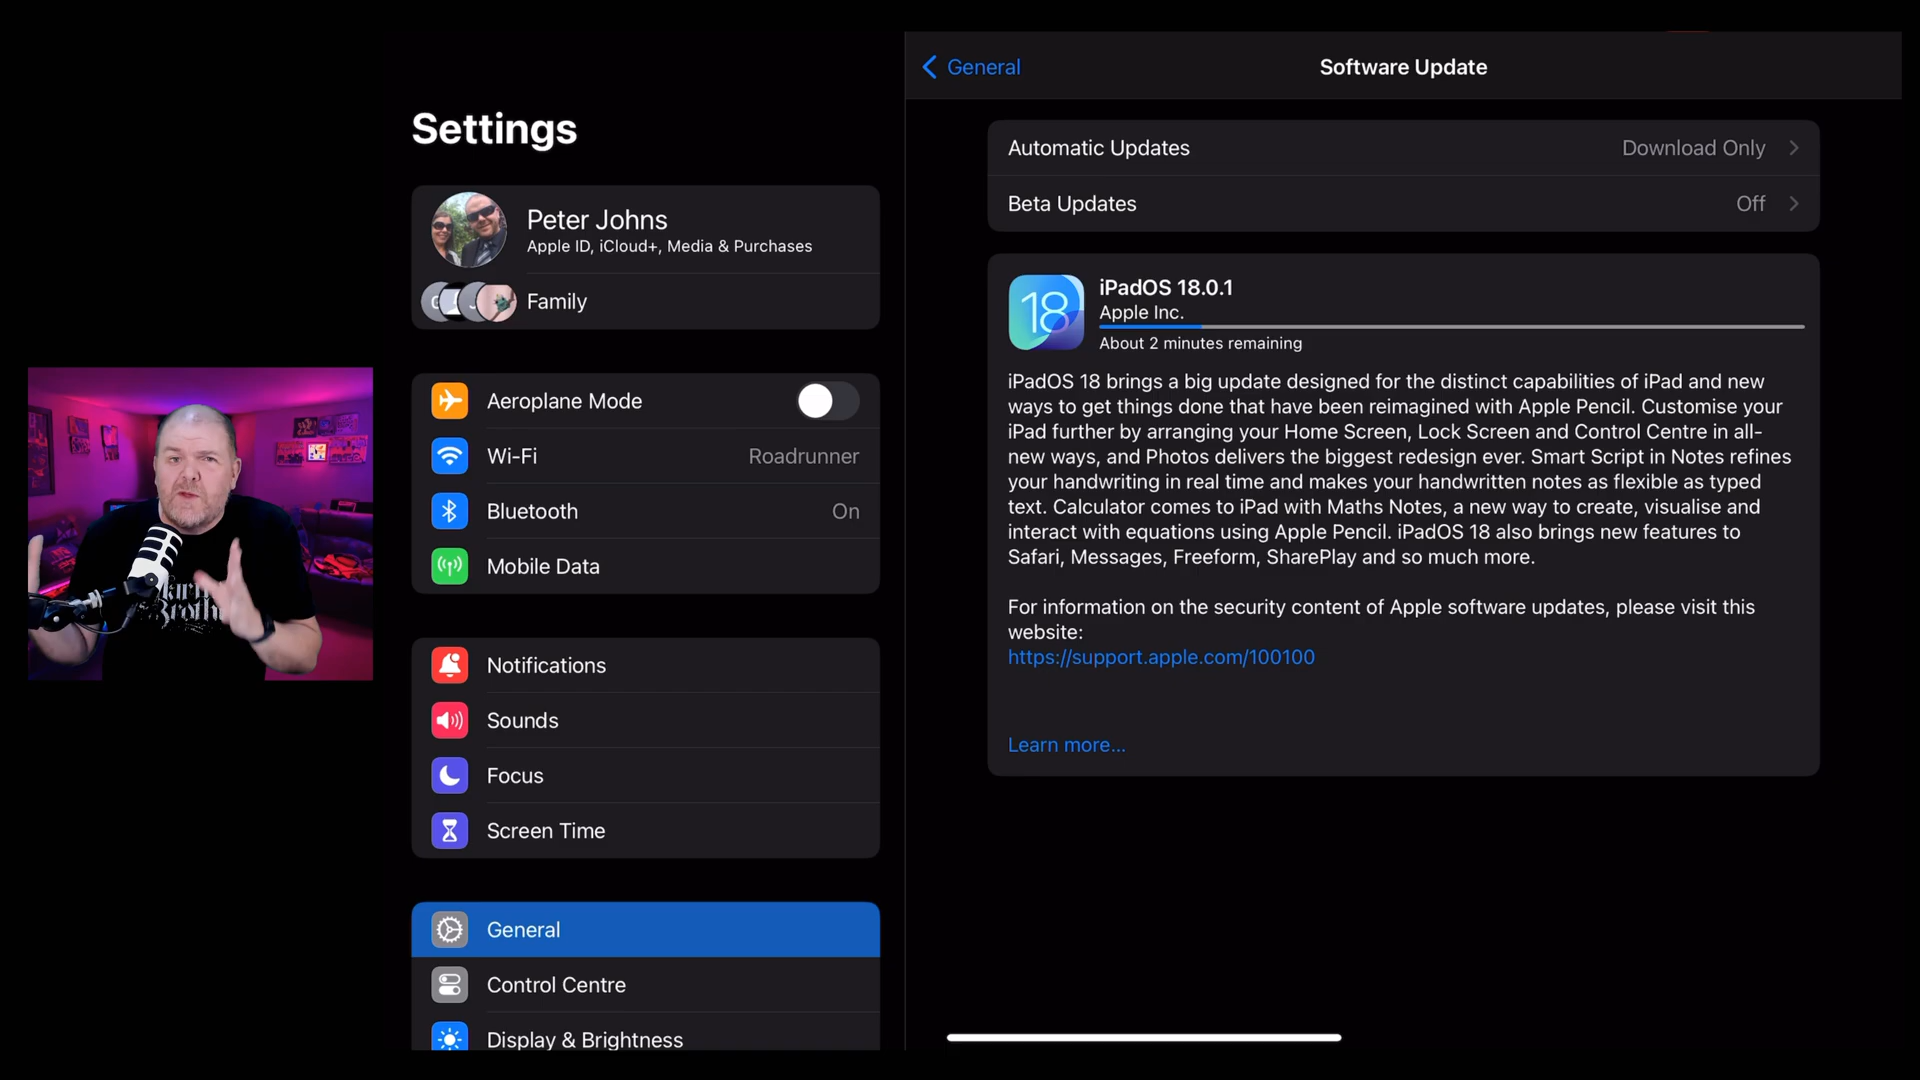 Settings
Peter Johns
Apple ID, iCloud+, Media & Purchases
Family
Aeroplane Mode
Wi-Fi
Roadrunner
Bluetooth
On
Mobile Data
Notifications
Sounds
Focus
Screen Time
General
Control Centre
Display & Brightness
General
Software Update
Automatic Updates
Download Only
Beta Updates
Off
18
iPadOS 18.0.1
Apple Inc.
About 2 minutes remaining
iPadOS 18 brings a big update designed for the distinct capabilities of iPad and new
ways to get things done that have been reimagined with Apple Pencil. Customise your
iPad further by arranging your Home Screen, Lock Screen and Control Centre in all-
new ways, and Photos delivers the biggest redesign ever. Smart Script in Notes refines
your handwriting in real time and makes your handwritten notes as flexible as typed
text. Calculator comes to iPad with Maths Notes, a new way to create, visualise and
interact with equations using Apple Pencil. iPadOS 18 also brings new features to
Safari, Messages, Freeform, SharePlay and so much more.
For information on the security content of Apple software updates, please visit this
website:
https://support.apple.com/100100
Learn more...